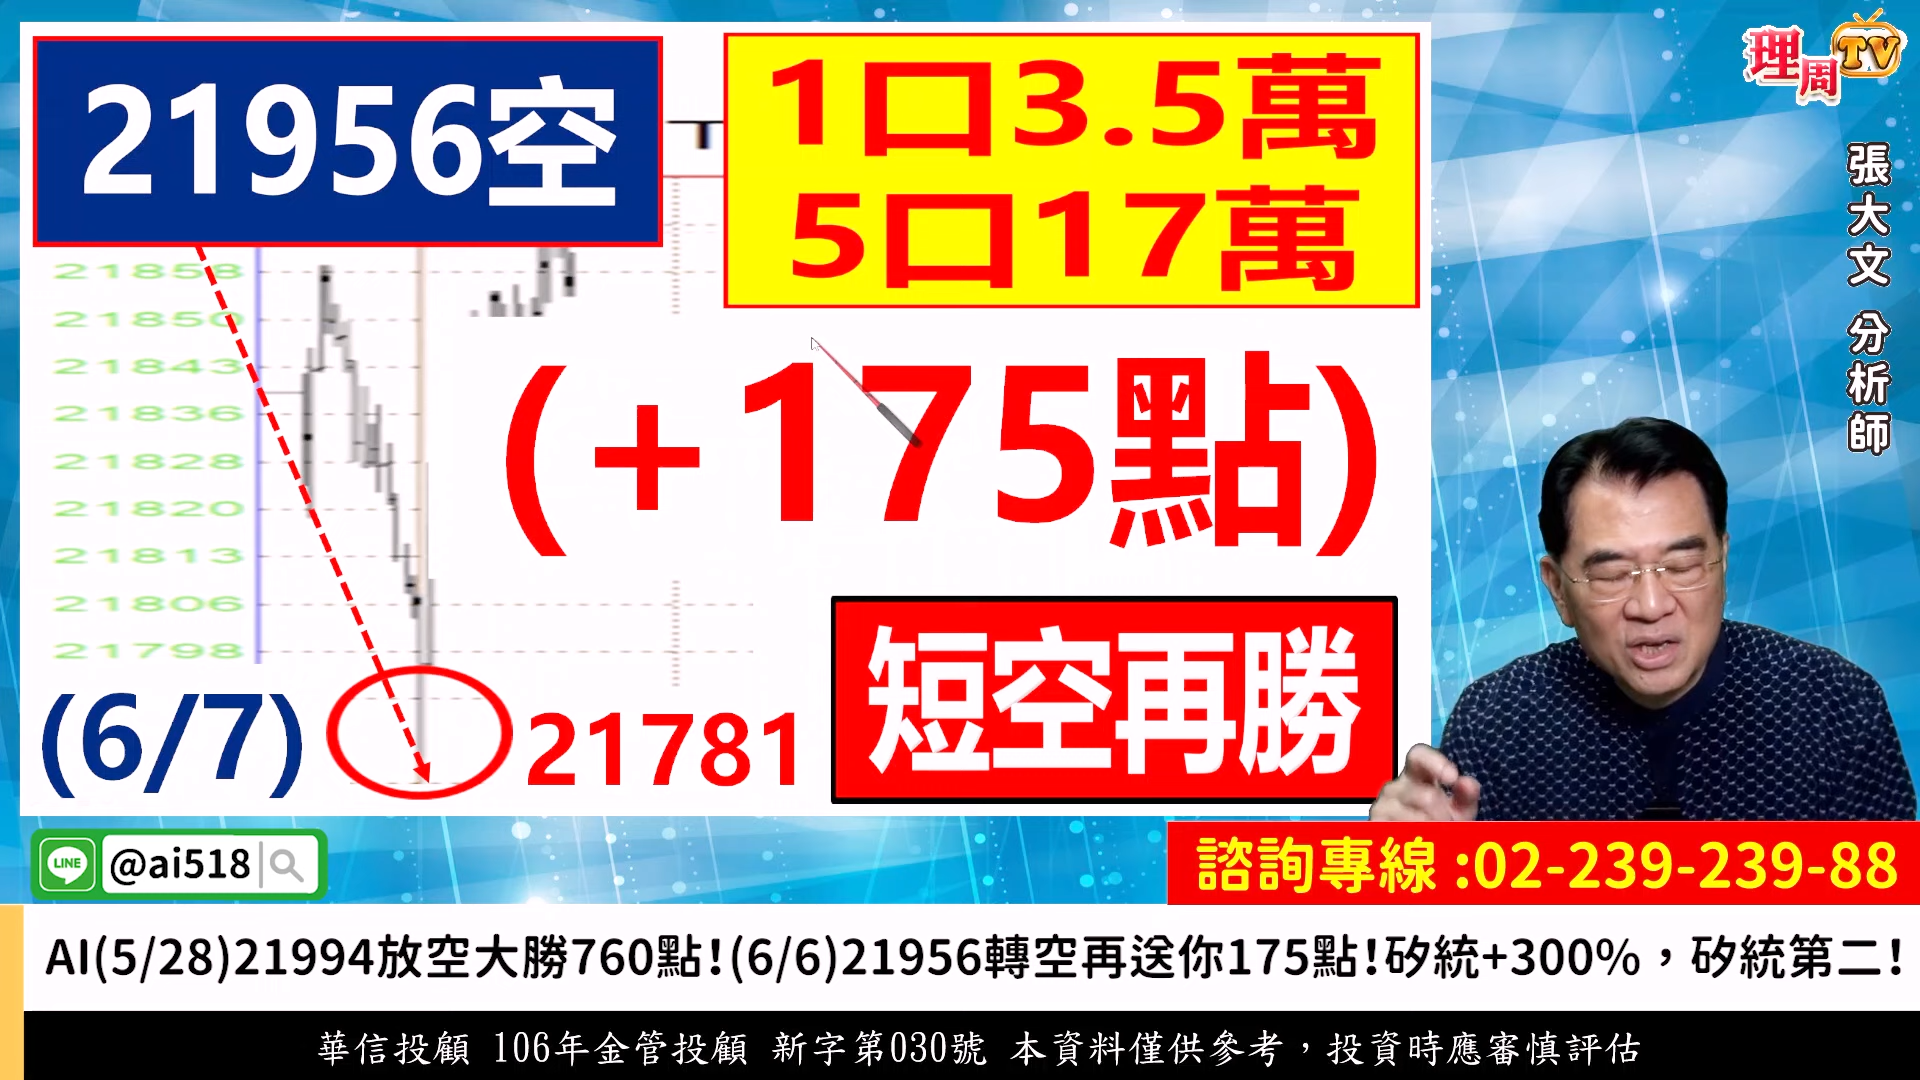 21956空
T
1口3.5萬
5口17萬
理周TV
張大文 分析師
21858
21850
21843
21836
21828
21820
21813
21806
21798
(+175點)
(6/7)
21781
短空再勝
LINE
@ai518
諮詢專線:02-239-239-88
AI(5/28)21994放空大勝760點!(6/6)21956轉空再送你175點!矽統+300%,矽統第二!
華信投顧 106年金管投顧 新字第030號 本資料僅供參考,投資時應審慎評估